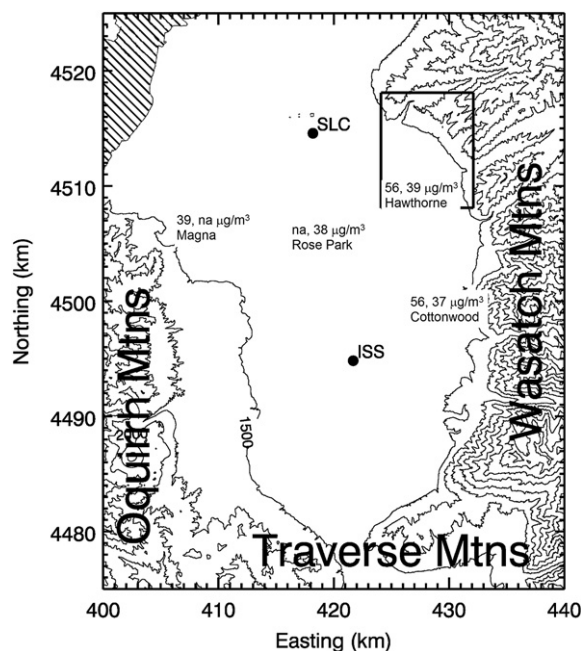 4520
SLC
4510
56, 39 μg/m³
Hawthorne
39, na μg/m³
Magna
na, 38 μg/m³
Rose Park
Northing (km)
4500
56, 37 μg/m³
Cottonwood
Wasatch Mtns
Oquirrh Mtns
ISS
4490
1500
4480
Traverse Mtns
400
410
420
430
440
Easting (km)